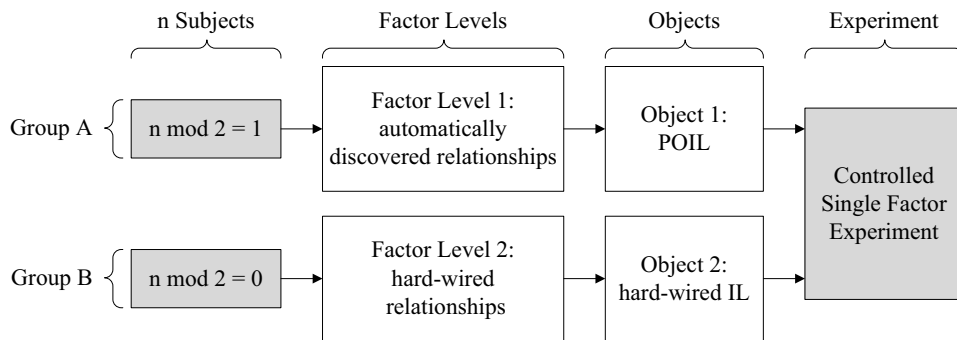 n Subjects Factor Levels Objects Experiment
Group A
n mod 2 = 1
Factor Level 1:
automatically
discovered relationships
Object 1:
POIL
Group B
n mod 2 = 0
Factor Level 2:
hard-wired
relationships
Object 2:
hard-wired IL
Controlled
Single Factor
Experiment